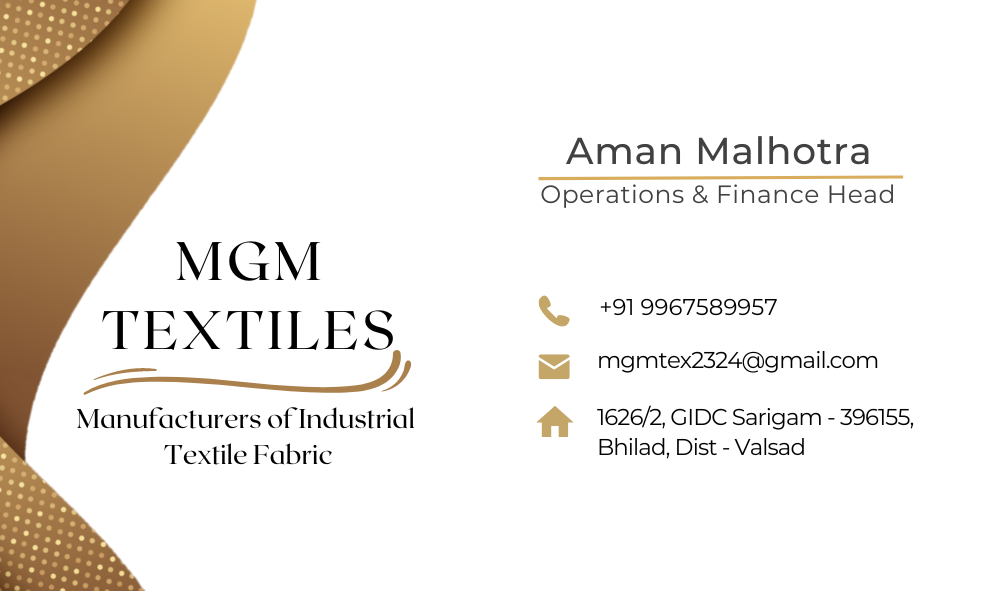 MGM
TEXTILES
Manufacturers of Industrial
Textile Fabric
Aman Malhotra
Operations & Finance Head
+91 9967589957
mgmtex2324@gmail.com
1626/2, GIDC Sarigam - 396155,
Bhilad, Dist - Valsad